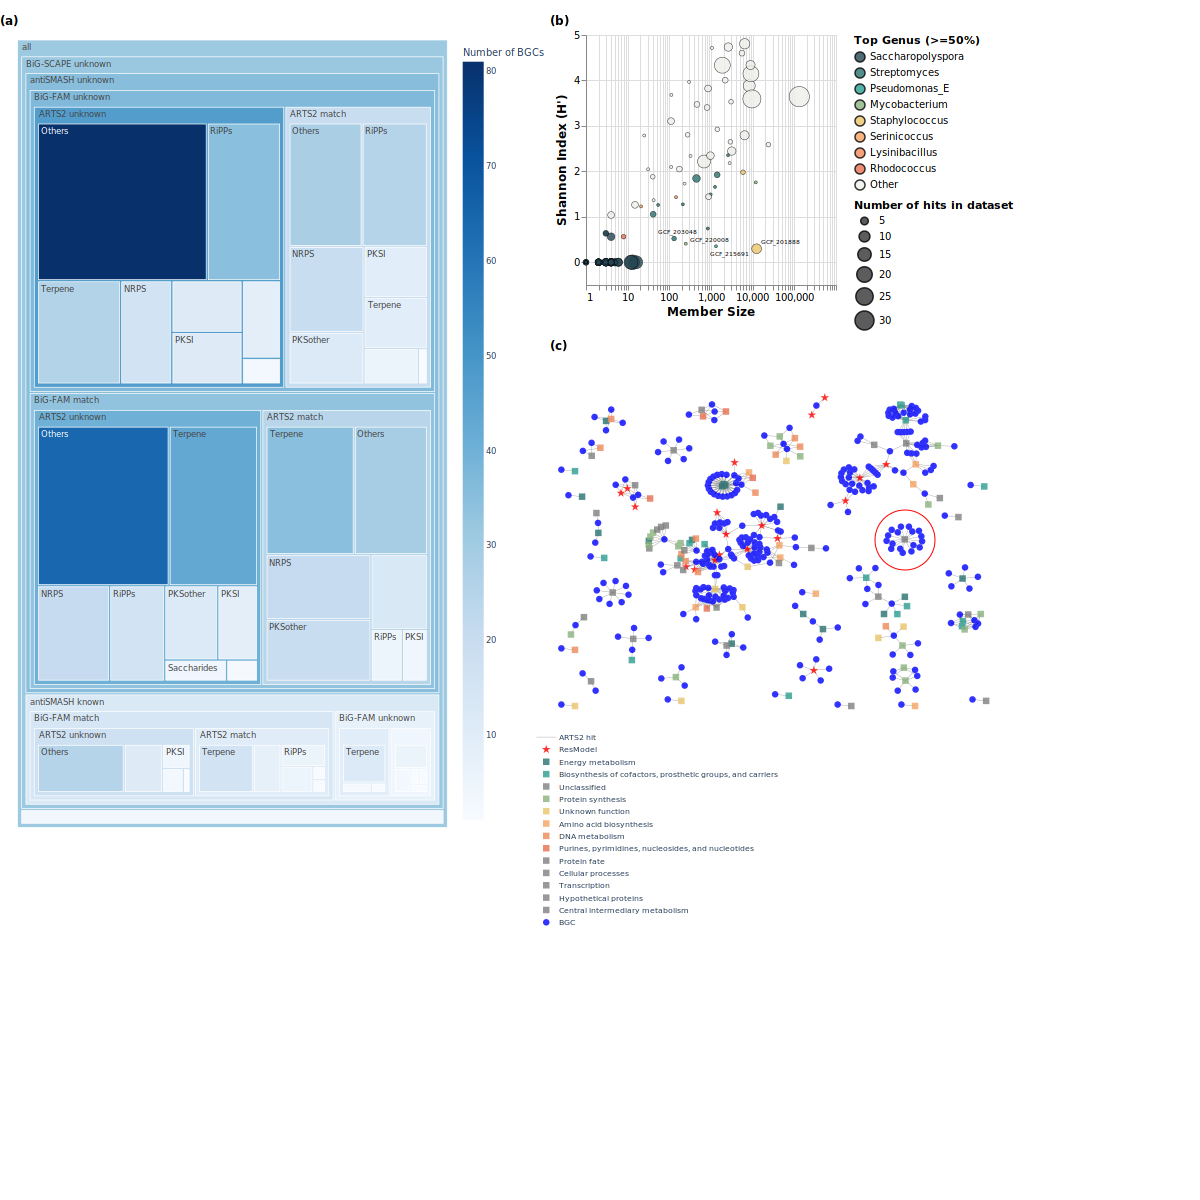 (a)
all
BiG-SCAPE unknown
antiSMASH unknown
BiG-FAM unknown
ARTS2 unknown
Others
RiPPs
Terpene
NRPS
PKSI
ARTS2 match
Others
RiPPs
NRPS
PKSI
Terpene
PKSother
BiG-FAM match
ARTS2 unknown
Others
Terpene
NRPS
RiPPs
PKSother
PKSI
Saccharides
ARTS2 match
Terpene
Others
NRPS
PKSother
RiPPs
PKSI
antiSMASH known
BiG-FAM match
ARTS2 unknown
Others
PKSI
ARTS2 match
Terpene
RiPPs
BiG-FAM unknown
Terpene
Number of BGCs
80
70
60
50
40
30
20
10
(b)
Shannon Index (H')
5
4
3
2
1
0
GCF_203048
GCF_220008
GCF_215691
GCF_201888
1
10
100
1,000
10,000
100,000
Member Size
Top Genus (>=50%)
Saccharopolyspora
Streptomyces
Pseudomonas_E
Mycobacterium
Staphylococcus
Serinicoccus
Lysinibacillus
Rhodococcus
Other
Number of hits in dataset
5
10
15
20
25
30
(c)
ARTS2 hit
ResModel
Energy metabolism
Biosynthesis of cofactors, prosthetic groups, and carriers
Unclassified
Protein synthesis
Unknown function
Amino acid biosynthesis
DNA metabolism
Purines, pyrimidines, nucleosides, and nucleotides
Protein fate
Cellular processes
Transcription
Hypothetical proteins
Central intermediary metabolism
BGC